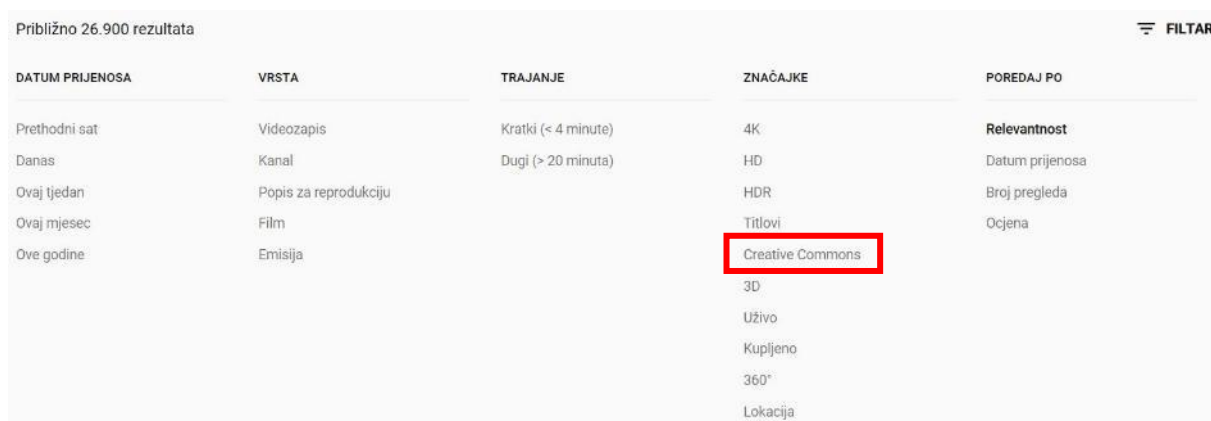 Približno 26.900 rezultata
FILTAR
DATUM PRIJENOSA
Prethodni sat
Danas
Ovaj tjedan
Ovaj mjesec
Ove godine
VRSTA
Videozapis
Kanal
Popis za reprodukciju
Film
Emisija
TRAJANJE
Kratki (< 4 minute)
Dugi (> 20 minuta)
ZNAČAJKE
4K
HD
HDR
Titlovi
Creative Commons
3D
Uživo
Kupljeno
360°
Lokacija
POREDAJ PO
Relevantnost
Datum prijenosa
Broj pregleda
Ocjena